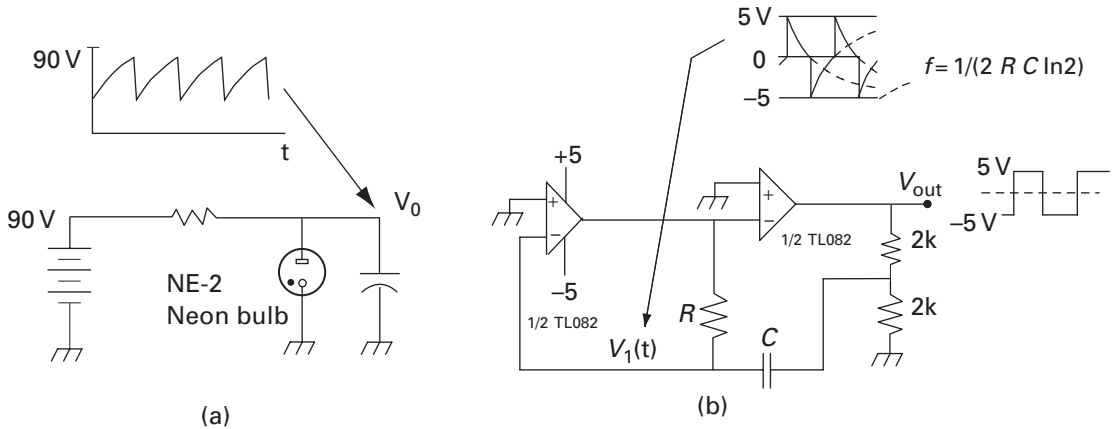 90 V
t
90 V
V0
NE-2
Neon bulb
(a)
5 V
0
−5
f = 1/(2 R C ln2)
+5
+
−
−5
1/2 TL082
+
−
1/2 TL082
Vout
5 V
−5 V
2k
2k
R
V1(t)
C
(b)